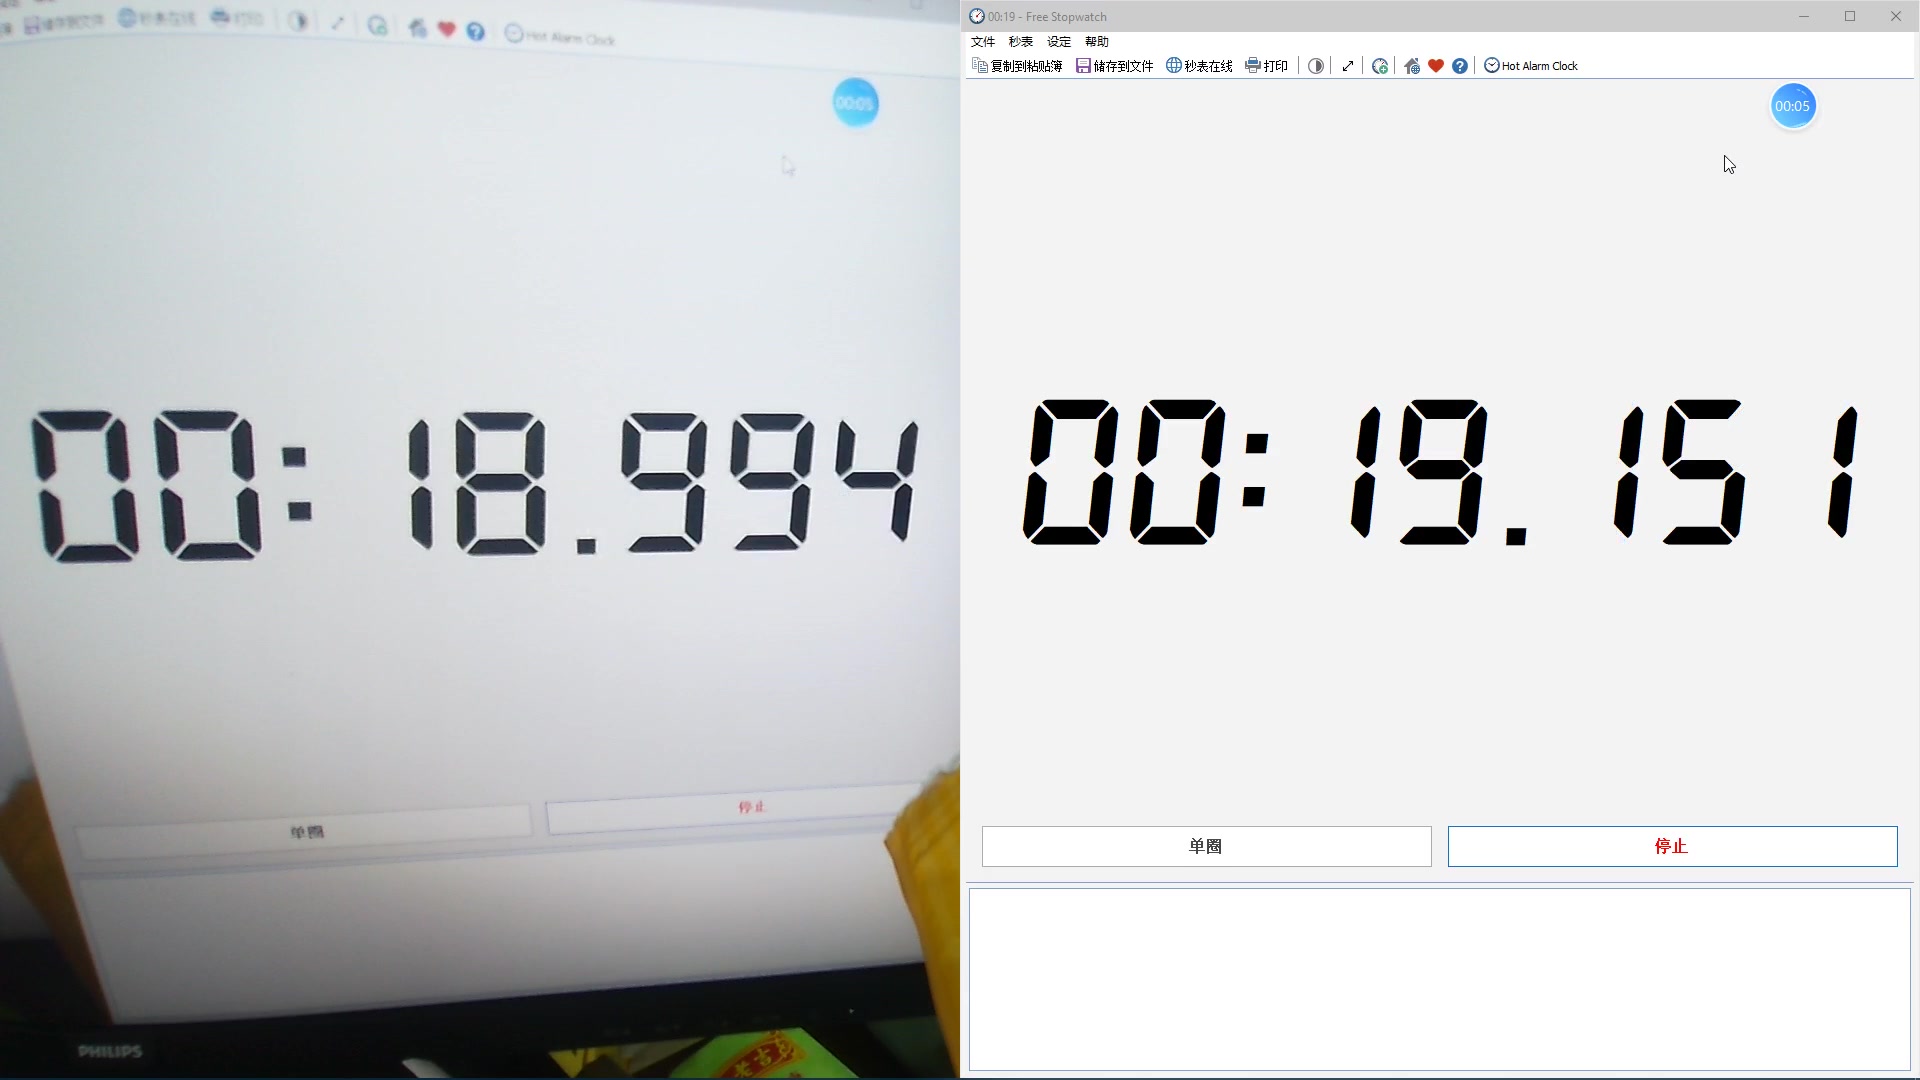 储存到文件 秒表在线 打印 Hot Alarm Clock
00:05
00:18.994
单圈 停止
PHILIPS
00:19 - Free Stopwatch
文件 秒表 设定 帮助
复制到粘贴簿 储存到文件 秒表在线 打印 Hot Alarm Clock
00:05
00:19.151
单圈 停止